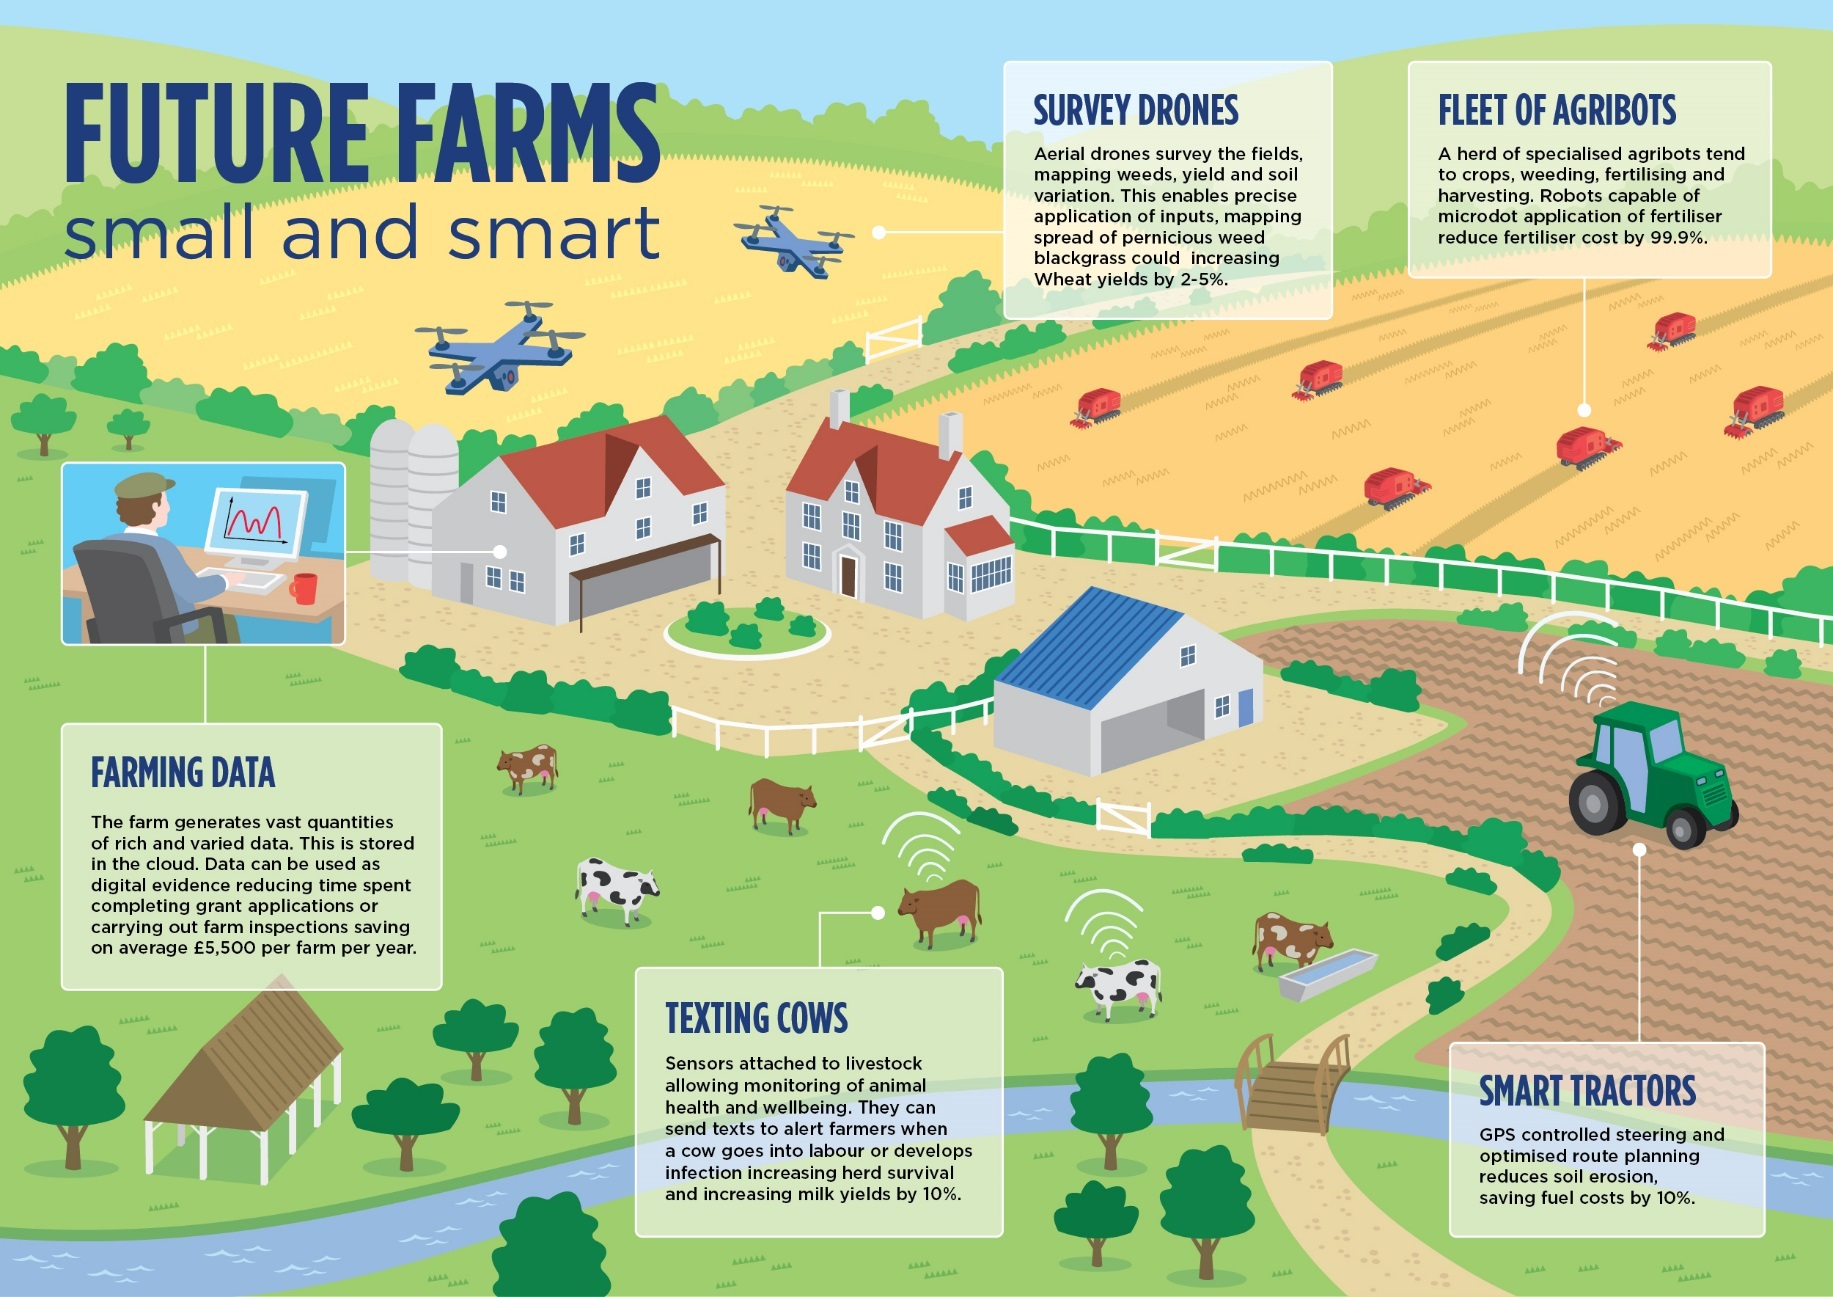 FUTURE FARMS
small and smart
SURVEY DRONES
Aerial drones survey the fields,
mapping weeds, yield and soil
variation. This enables precise
application of inputs, mapping
spread of pernicious weed
blackgrass could  increasing
Wheat yields by 2-5%.
FLEET OF AGRIBOTS
A herd of specialised agribots tend
to crops, weeding, fertilising and
harvesting. Robots capable of
microdot application of fertiliser
reduce fertiliser cost by 99.9%.
FARMING DATA
The farm generates vast quantities
of rich and varied data. This is stored
in the cloud. Data can be used as
digital evidence reducing time spent
completing grant applications or
carrying out farm inspections saving
on average £5,500 per farm per year.
TEXTING COWS
Sensors attached to livestock
allowing monitoring of animal
health and wellbeing. They can
send texts to alert farmers when
a cow goes into labour or develops
infection increasing herd survival
and increasing milk yields by 10%.
SMART TRACTORS
GPS controlled steering and
optimised route planning
reduces soil erosion,
saving fuel costs by 10%.